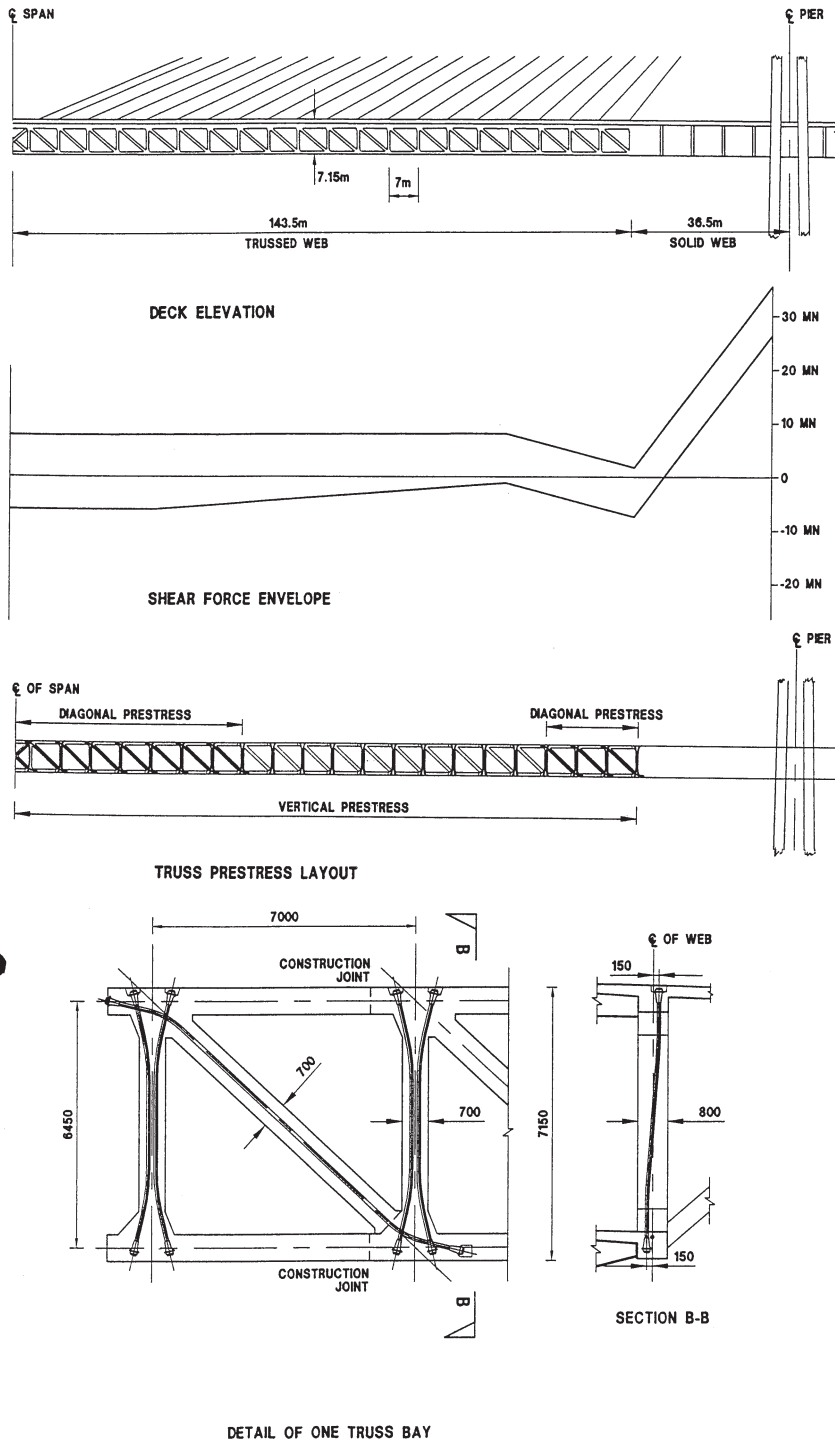 ℄ SPAN
℄ PIER
7.15m
7m
143.5m
36.5m
TRUSSED WEB
SOLID WEB
DECK ELEVATION
30 MN
20 MN
10 MN
0
-10 MN
-20 MN
SHEAR FORCE ENVELOPE
℄ PIER
℄ OF SPAN
DIAGONAL PRESTRESS
DIAGONAL PRESTRESS
VERTICAL PRESTRESS
TRUSS PRESTRESS LAYOUT
7000
B
℄ OF WEB
CONSTRUCTION
JOINT
150
700
700
6450
7150
800
CONSTRUCTION
JOINT
B
150
SECTION B-B
DETAIL OF ONE TRUSS BAY